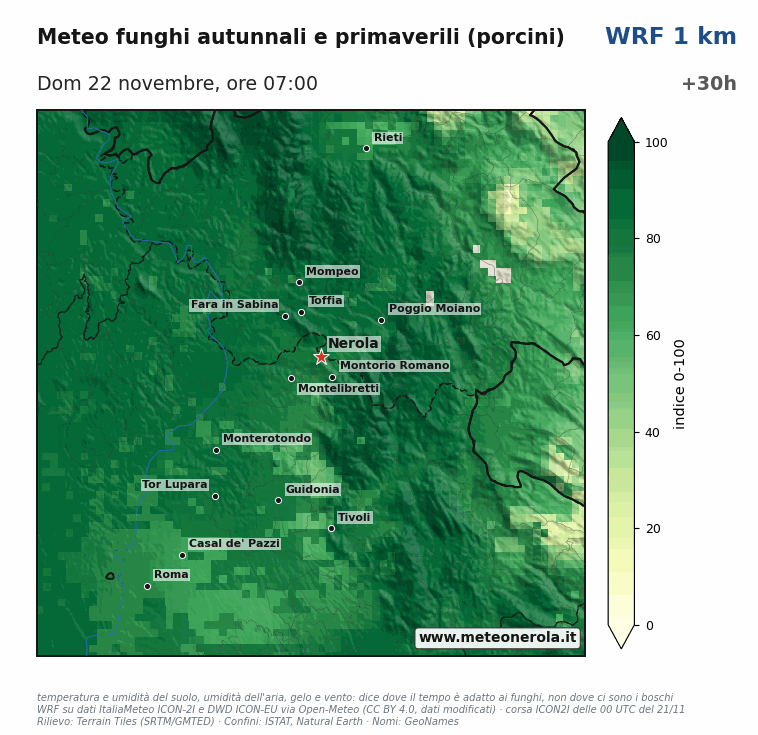 Meteo funghi autunnali e primaverili (porcini)
WRF 1 km
Dom 22 novembre, ore 07:00
+30h
Rieti
Mompeo
Toffia
Fara in Sabina
Poggio Moiano
Nerola
Montorio Romano
Montelibretti
Monterotondo
Tor Lupara
Guidonia
Tivoli
Casal de' Pazzi
Roma
www.meteonerola.it
100
80
60
40
20
0
indice 0-100
temperatura e umidità del suolo, umidità dell'aria, gelo e vento: dice dove il tempo è adatto ai funghi, non dove ci sono i boschi
WRF su dati ItaliaMeteo ICON-2I e DWD ICON-EU via Open-Meteo (CC BY 4.0, dati modificati) · corsa ICON2I delle 00 UTC del 21/11
Rilievo: Terrain Tiles (SRTM/GMTED) · Confini: ISTAT, Natural Earth · Nomi: GeoNames